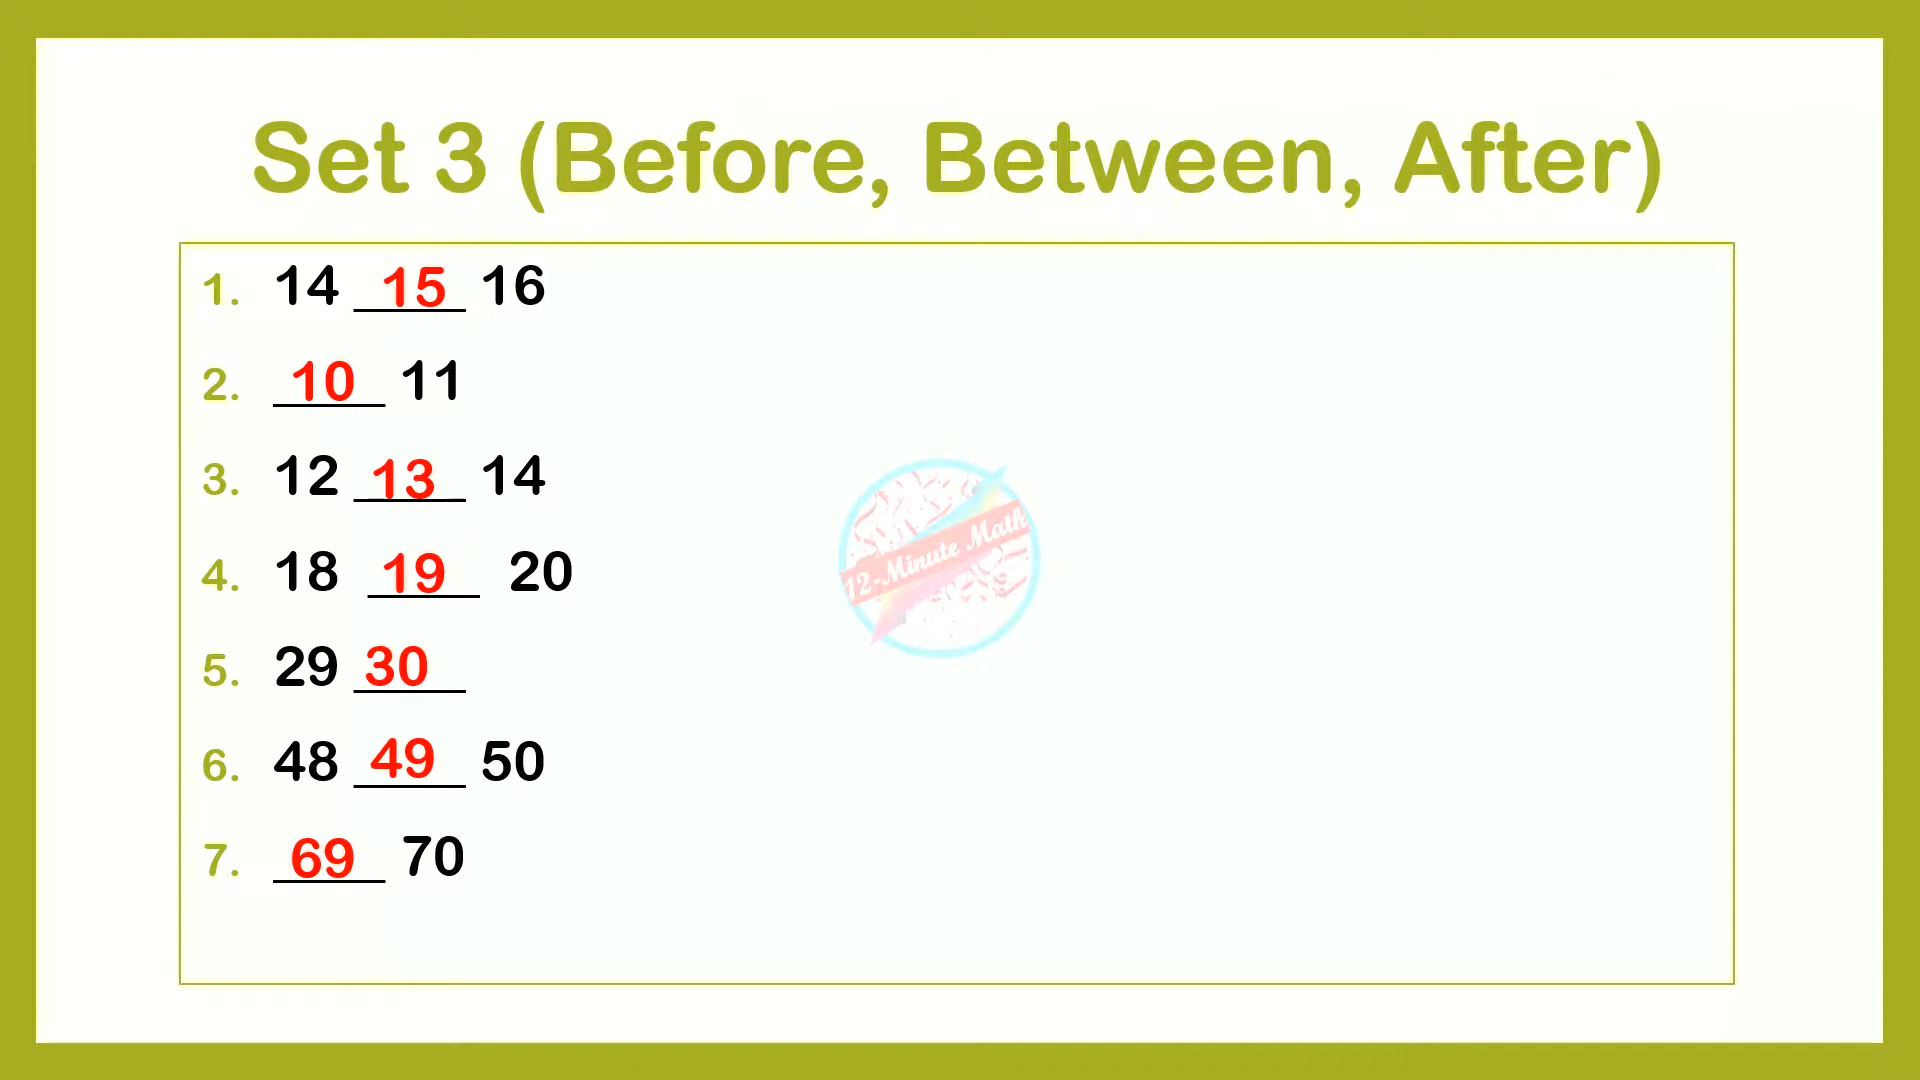 Set 3 (Before, Between, After)
1. 14 15 16
2. 10 11
3. 12 13 14
4. 18 19 20
5. 29 30
6. 48 49 50
7. 69 70
12-Minute Math